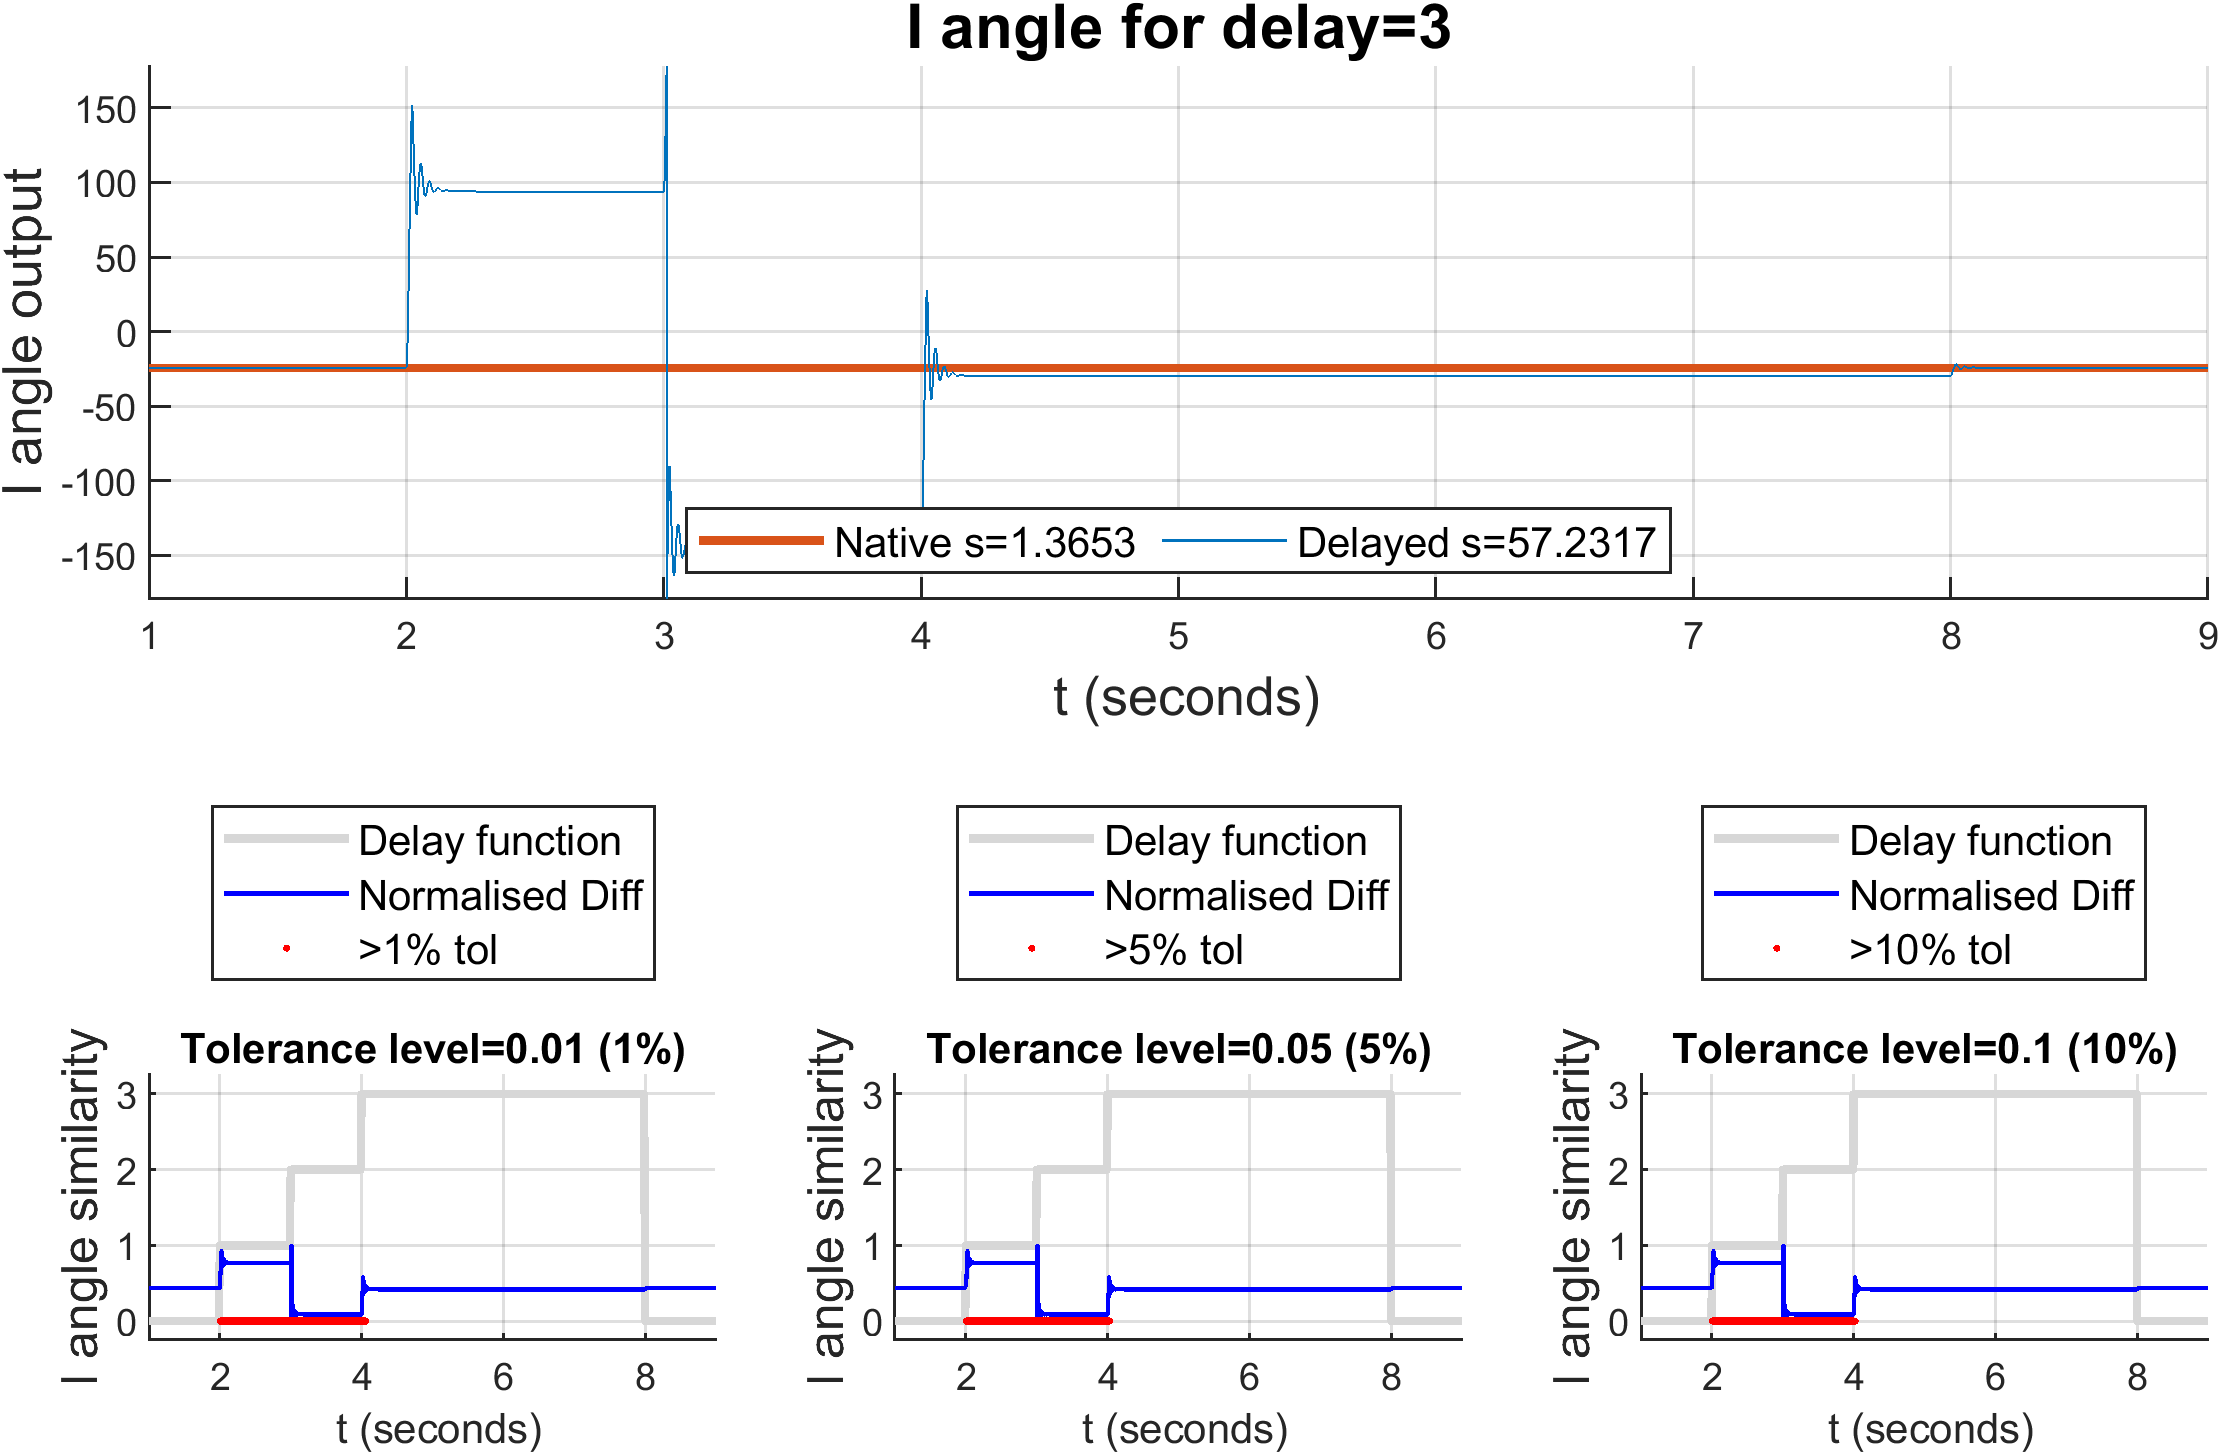 I angle for delay=3
I angle output
150
100
50
0
-50
-100
-150
Native s=1.3653 Delayed s=57.2317
1 2 3 4 5 6 7 8 9
t (seconds)
Delay function
Normalised Diff
>1% tol
Delay function
Normalised Diff
>5% tol
Delay function
Normalised Diff
>10% tol
Tolerance level=0.01 (1%)
I angle similarity
3
2
1
0
2 4 6 8
t (seconds)
Tolerance level=0.05 (5%)
I angle similarity
3
2
1
0
2 4 6 8
t (seconds)
Tolerance level=0.1 (10%)
I angle similarity
3
2
1
0
2 4 6 8
t (seconds)